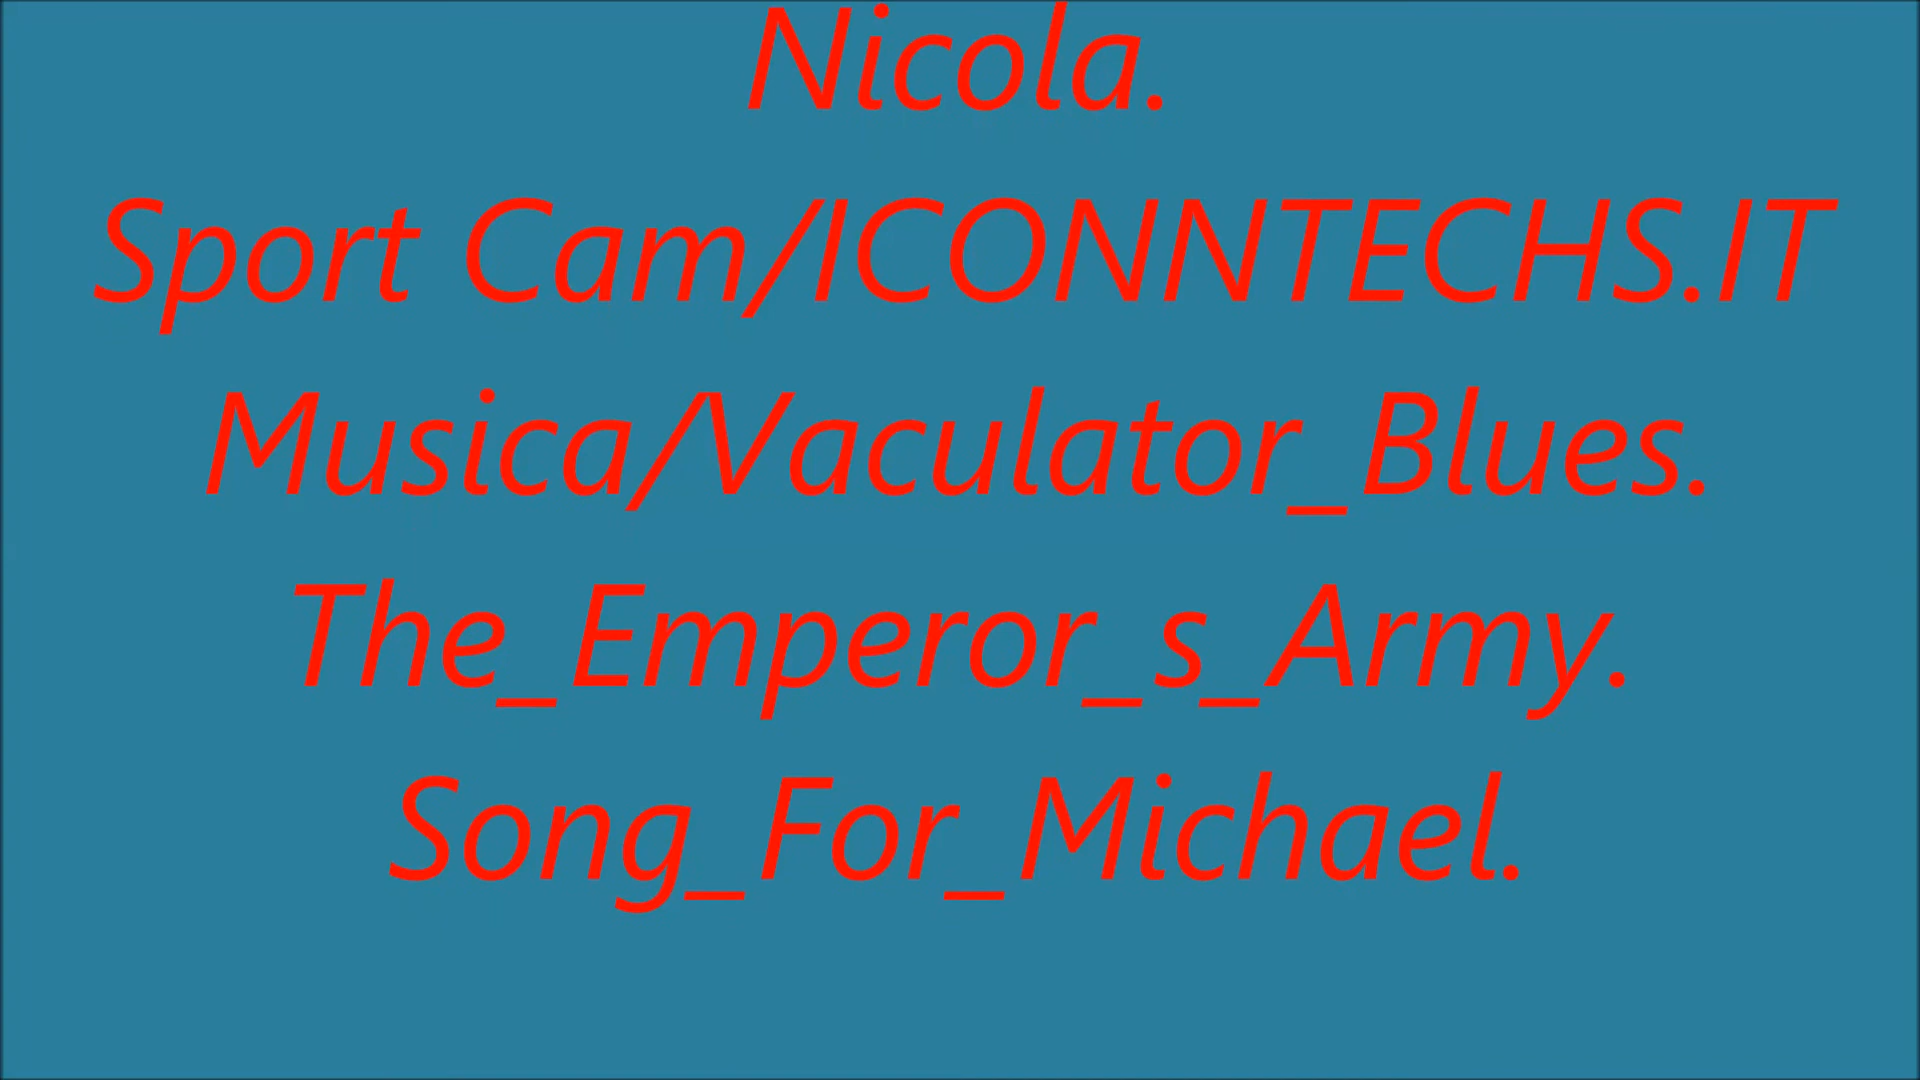 Nicola.
Sport Cam/ICONNTECHS.IT
Musica/Vaculator_Blues.
The_Emperor_s_Army.
Song_For_Michael.